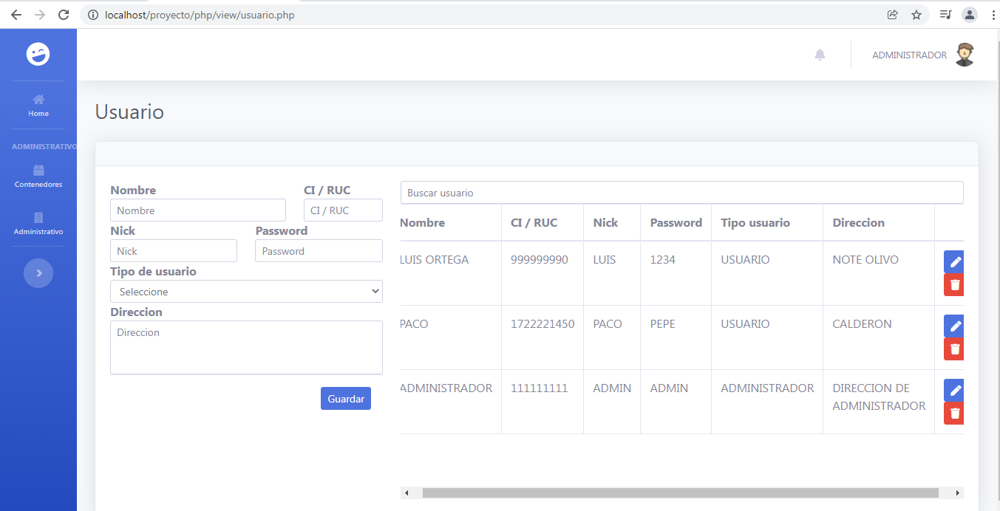 localhost/proyecto/php/view/usuario.php
ADMINISTRADOR
Home
ADMINISTRATIVO
Contenedores
Administrativo
Usuario
Nombre CI / RUC
Nombre CI / RUC
Nick Password
Nick Password
Tipo de usuario
Seleccione
Direccion
Direccion
Guardar
Buscar usuario
Nombre CI / RUC Nick Password Tipo usuario Direccion
LUIS ORTEGA 999999990 LUIS 1234 USUARIO NOTE OLIVO
PACO 1722221450 PACO PEPE USUARIO CALDERON
ADMINISTRADOR 111111111 ADMIN ADMIN ADMINISTRADOR DIRECCION DE
ADMINISTRADOR